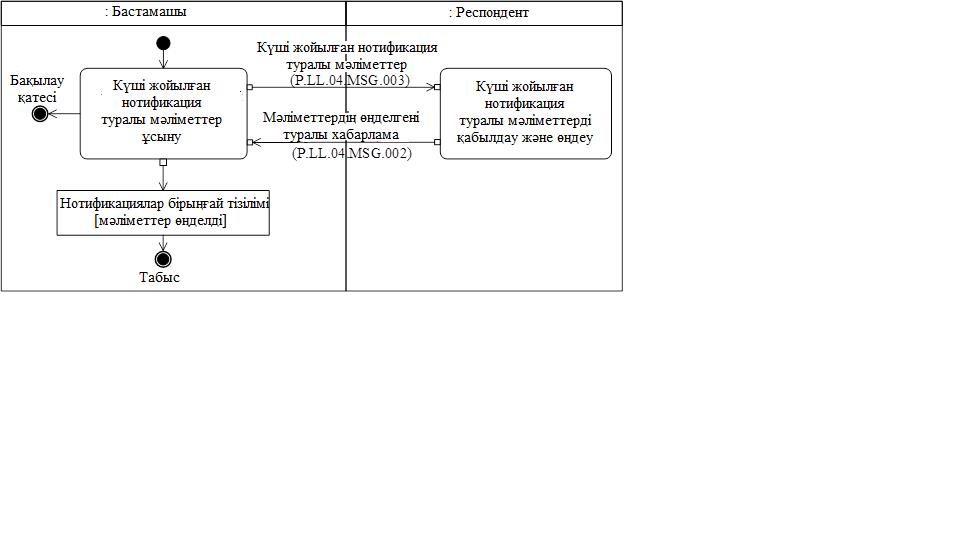 : Бастамашы
: Респондент
Күші жойылған нотификация
туралы мәліметтер
(P.LL.04.MSG.003)
Бақылау
қатесі
Күші жойылған
нотификация
туралы мәліметтер
ұсыну
Күші жойылған
нотификация
туралы мәліметтерді
қабылдау және өңдеу
Мәліметтердің өңделгені
туралы хабарлама
(P.LL.04.MSG.002)
Нотификациялар бірыңғай тізілімі
[мәліметтер өңделді]
Табыс